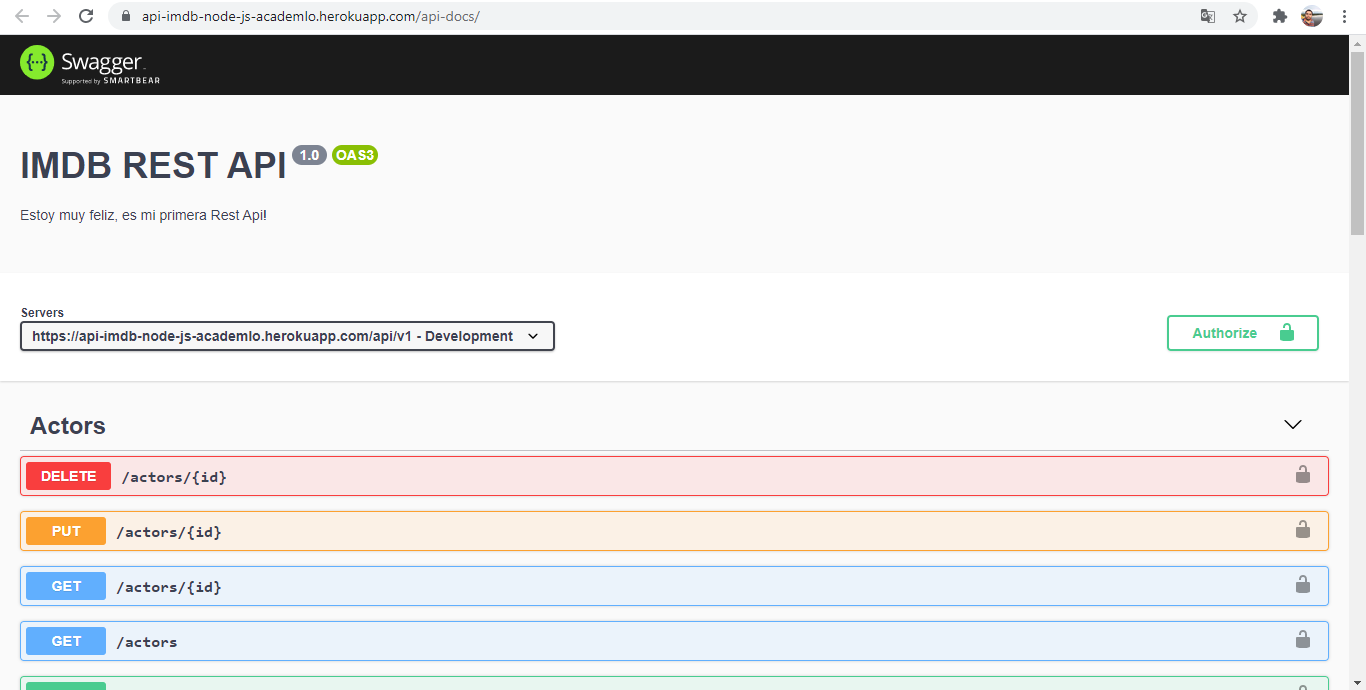 api-imdb-node-js-academlo.herokuapp.com/api-docs/
Swagger
Supported by SMARTBEAR
IMDB REST API 1.0 OAS3
Estoy muy feliz, es mi primera Rest Api!
Servers
https://api-imdb-node-js-academlo.herokuapp.com/api/v1 - Development
Authorize
Actors
DELETE /actors/{id}
PUT /actors/{id}
GET /actors/{id}
GET /actors